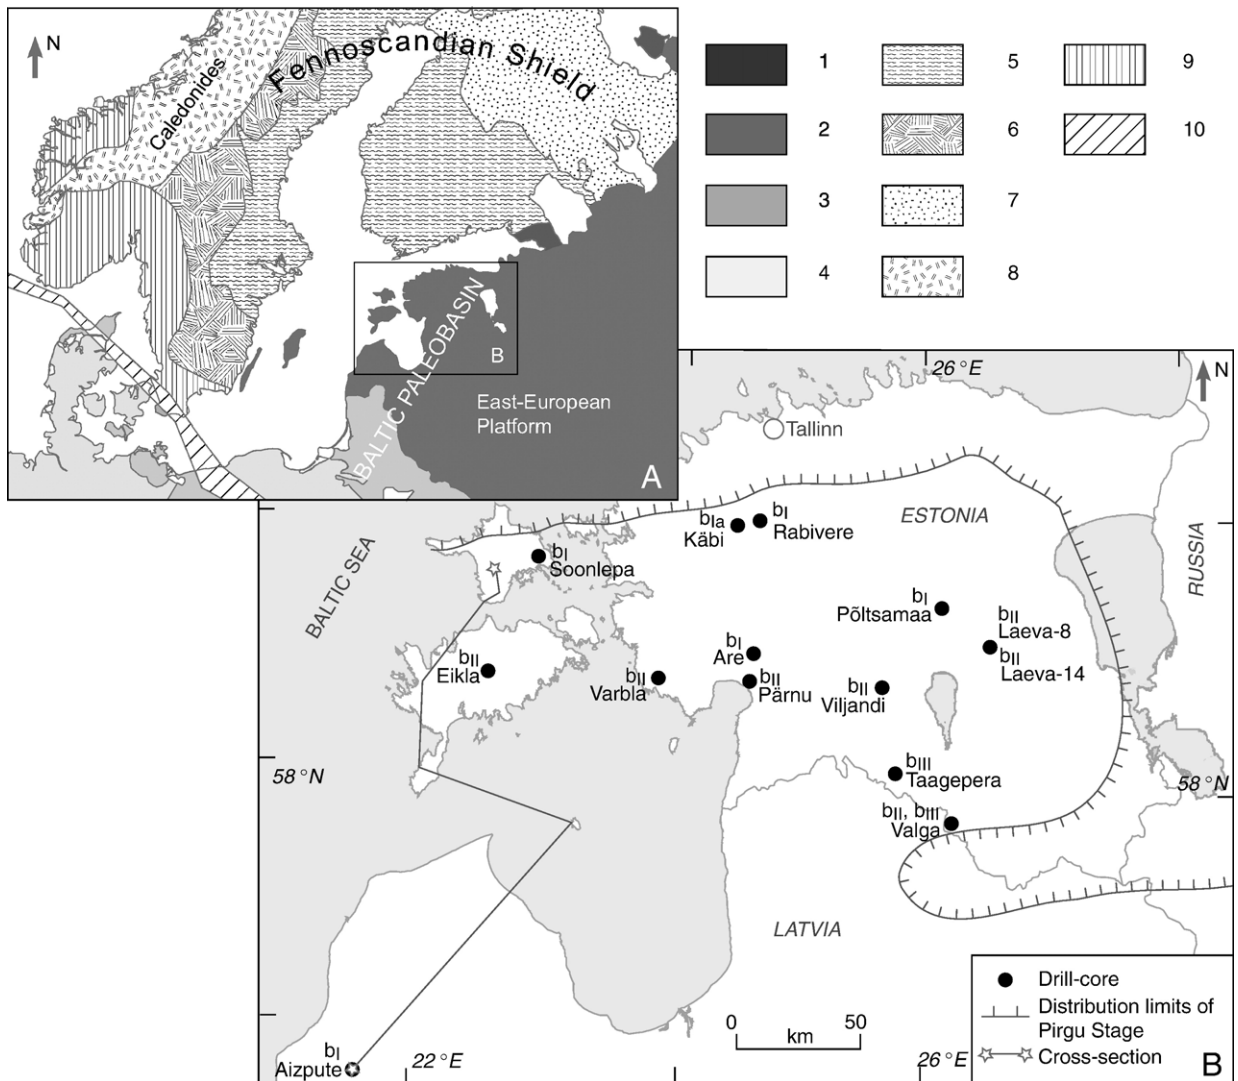 N
Caledonides
Fennoscandian Shield
BALTIC PALEOBASIN
B
East-European
Platform
A
1
2
3
4
5
6
7
8
9
10
26°E
N
Tallinn
ESTONIA
RUSSIA
BALTIC SEA
bIa
Käbi
bI
Rabivere
bI
Soonlepa
bI
Põltsamaa
bII
Laeva-8
bII
Laeva-14
bI
Are
bII
Eikla
bII
Varbla
bII
Pärnu
bII
Viljandi
bIII
Taagepera
58°N
58°N
bII, bIII
Valga
LATVIA
0 50
km
bI
Aizpute
22°E
26°E
Drill-core
Distribution limits of
Pirgu Stage
Cross-section
B